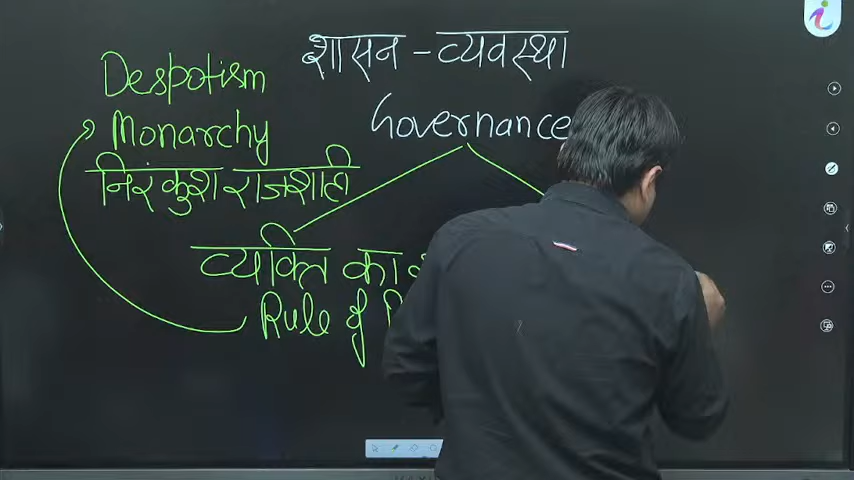 शासन - व्यवस्था
Despotism
Governance
Monarchy
निरंकुश राजशाही
व्यक्ति का
Rule of